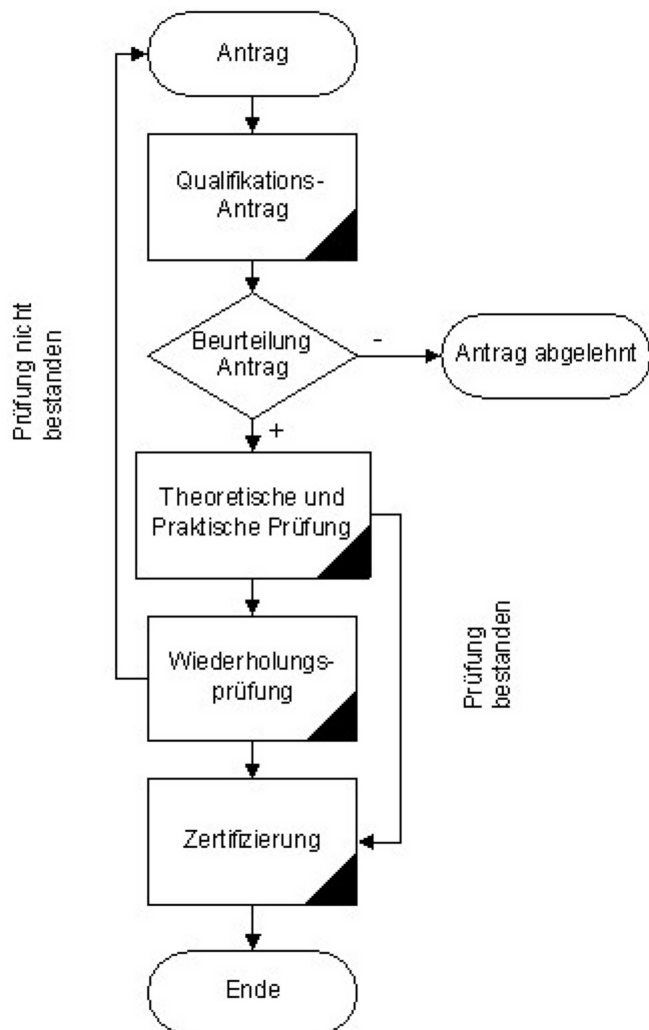 Antrag
Qualifikations-
Antrag
Beurteilung
Antrag
-
Antrag abgelehnt
+
Theoretische und
Praktische Prüfung
Wiederholungs-
prüfung
Zertifizierung
Ende
Prüfung nicht
bestanden
Prüfung
bestanden